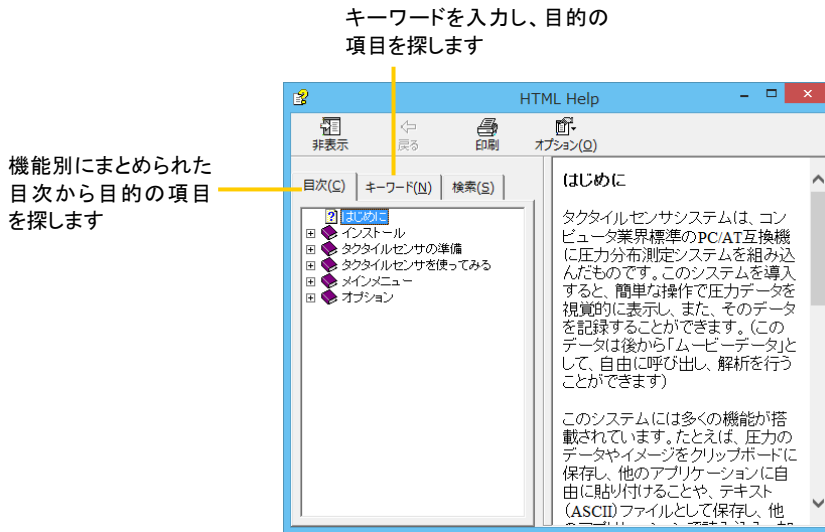 キーワードを入力し、目的の
項目を探します
機能別にまとめられた
目次から目的の項目
を探します
HTML Help
非表示 戻る 印刷 オプション(O)
目次(C) キーワード(N) 検索(S)
はじめに
インストール
タクタイルセンサの準備
タクタイルセンサを使ってみる
メインメニュー
オプション
はじめに
タクタイルセンサシステムは、コン
ピュータ業界標準のPC/AT互換機
に圧力分布測定システムを組み込
んだものです。このシステムを導入
すると、簡単な操作で圧力データを
視覚的に表示し、また、そのデータ
を記録することができます。(この
データは後から「ムービーデータ」と
して、自由に呼び出し、解析を行う
ことができます)
このシステムには多くの機能が搭
載されています。たとえば、圧力の
データやイメージをクリップボードに
保存し、他のアプリケーションに自
由に貼り付けることや、テキスト
(ASCII)ファイルとして保存し、他